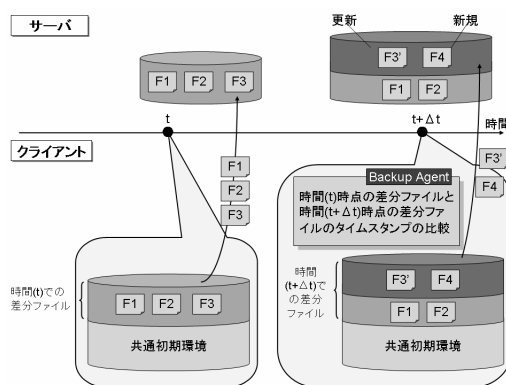 サーバ
更新
新規
F3'
F4
F1
F2
F3
F1
F2
t
t+Δt
時間
クライアント
F1
F2
F3
F3'
F4
Backup Agent
時間(t)時点の差分ファイルと
時間(t+Δt)時点の差分ファ
イルのタイムスタンプの比較
時間(t)での
差分ファイル
F1
F2
F3
共通初期環境
時間
(t+Δt)で
の差分
ファイル
F3'
F4
F1
F2
共通初期環境